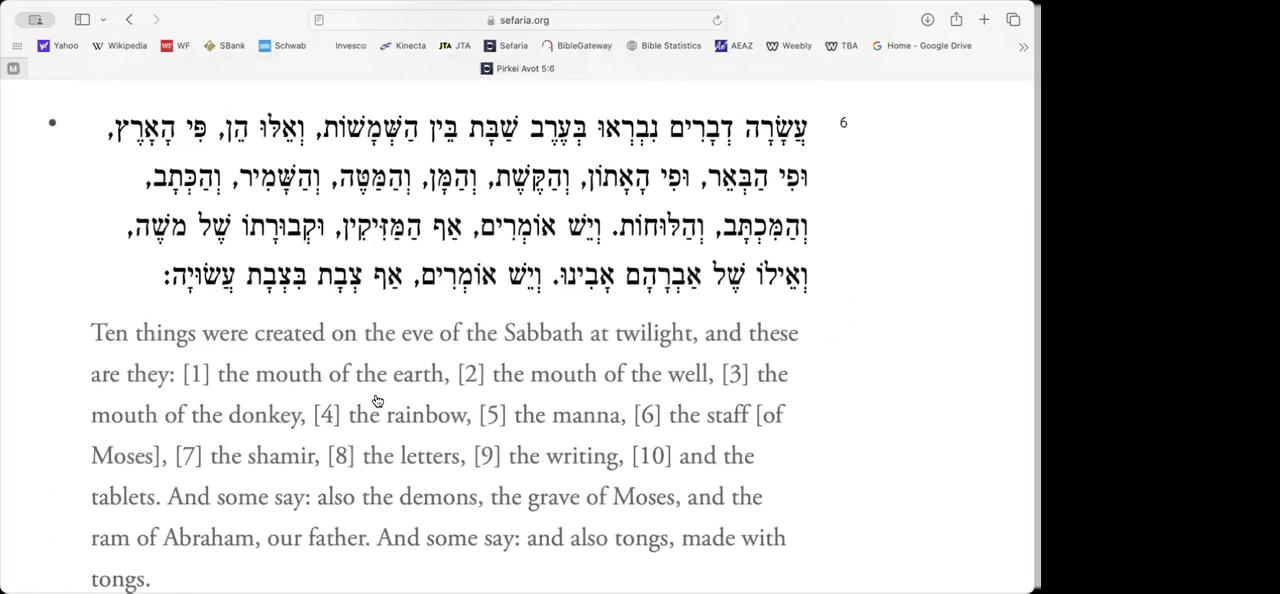 sefaria.org
Yahoo Wikipedia WF SBank Schwab Invesco Kinecta JTA JTA Sefaria BibleGateway Bible Statistics AEAZ Weebly TBA Home - Google Drive
M Pirkei Avot 5:6
6 עֲשָׂרָה דְבָרִים נִבְרְאוּ בְּעֶרֶב שַׁבָּת בֵּין הַשְּׁמָשׁוֹת, וְאֵלּוּ הֵן, פִּי הָאָרֶץ,
וּפִי הַבְּאֵר, וּפִי הָאָתוֹן, וְהַקֶּשֶׁת, וְהַמָּן, וְהַמַּטֶּה, וְהַשָּׁמִיר, וְהַכְּתָב,
וְהַמִּכְתָּב, וְהַלּוּחוֹת. וְיֵשׁ אוֹמְרִים, אַף הַמַּזִּיקִין, וּקְבוּרָתוֹ שֶׁל משֶׁה,
וְאֵילוֹ שֶׁל אַבְרָהָם אָבִינוּ. וְיֵשׁ אוֹמְרִים, אַף צְבָת בִּצְבָת עֲשׂוּיָה:
Ten things were created on the eve of the Sabbath at twilight, and these
are they: [1] the mouth of the earth, [2] the mouth of the well, [3] the
mouth of the donkey, [4] the rainbow, [5] the manna, [6] the staff [of
Moses], [7] the shamir, [8] the letters, [9] the writing, [10] and the
tablets. And some say: also the demons, the grave of Moses, and the
ram of Abraham, our father. And some say: and also tongs, made with
tongs.